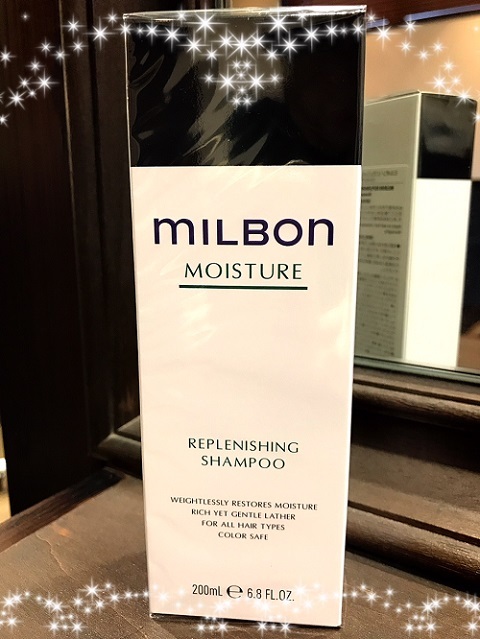 MILBON
MOISTURE
REPLENISHING
SHAMPOO
WEIGHTLESSLY RESTORES MOISTURE
RICH YET GENTLE LATHER
FOR ALL HAIR TYPES
COLOR SAFE
200mL ℮ 6.8 FL.OZ.